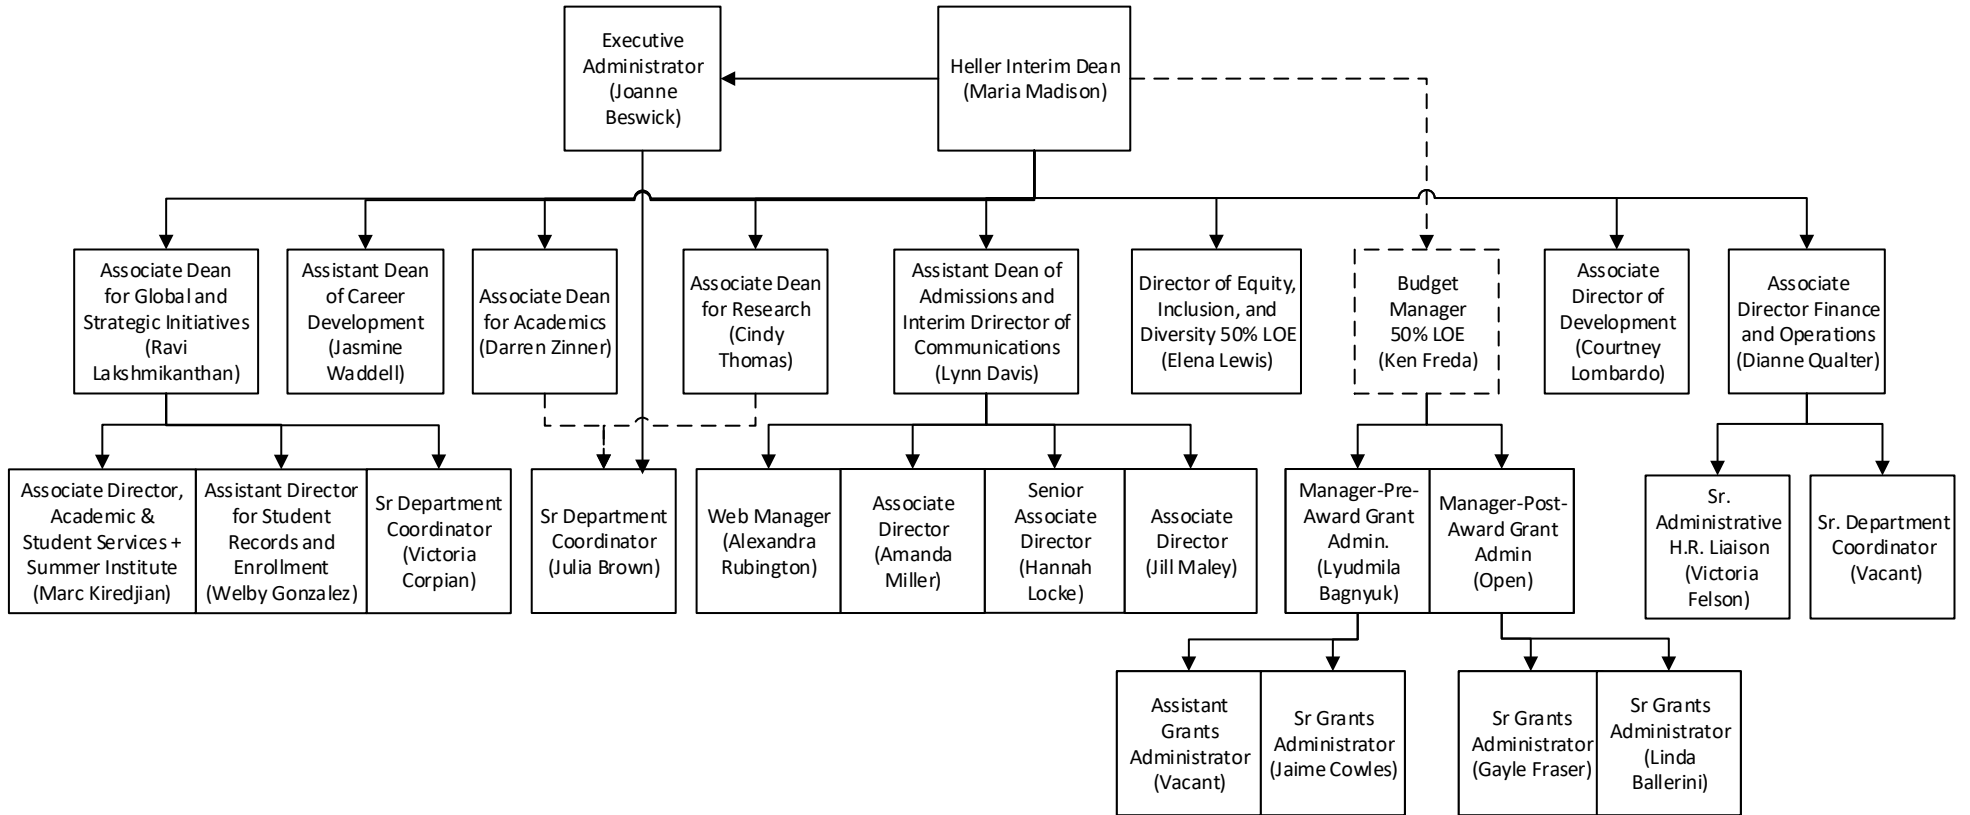 Executive
Administrator
(Joanne
Beswick)
Heller Interim Dean
(Maria Madison)
Associate Dean
for Global and
Strategic Initiatives
(Ravi
Lakshmikanthan)
Assistant Dean
of Career
Development
(Jasmine
Waddell)
Associate Dean
for Academics
(Darren Zinner)
Associate Dean
for Research
(Cindy
Thomas)
Assistant Dean of
Admissions and
Interim Drirector of
Communications
(Lynn Davis)
Director of Equity,
Inclusion, and
Diversity 50% LOE
(Elena Lewis)
Budget
Manager
50% LOE
(Ken Freda)
Associate
Director of
Development
(Courtney
Lombardo)
Associate
Director Finance
and Operations
(Dianne Qualter)
Associate Director,
Academic &
Student Services +
Summer Institute
(Marc Kiredjian)
Assistant Director
for Student
Records and
Enrollment
(Welby Gonzalez)
Sr Department
Coordinator
(Victoria
Corpian)
Sr Department
Coordinator
(Julia Brown)
Web Manager
(Alexandra
Rubington)
Associate
Director
(Amanda
Miller)
Senior
Associate
Director
(Hannah
Locke)
Associate
Director
(Jill Maley)
Manager-Pre-
Award Grant
Admin.
(Lyudmila
Bagnyuk)
Manager-Post-
Award Grant
Admin
(Open)
Sr.
Administrative
H.R. Liaison
(Victoria
Felson)
Sr. Department
Coordinator
(Vacant)
Assistant
Grants
Administrator
(Vacant)
Sr Grants
Administrator
(Jaime Cowles)
Sr Grants
Administrator
(Gayle Fraser)
Sr Grants
Administrator
(Linda
Ballerini)